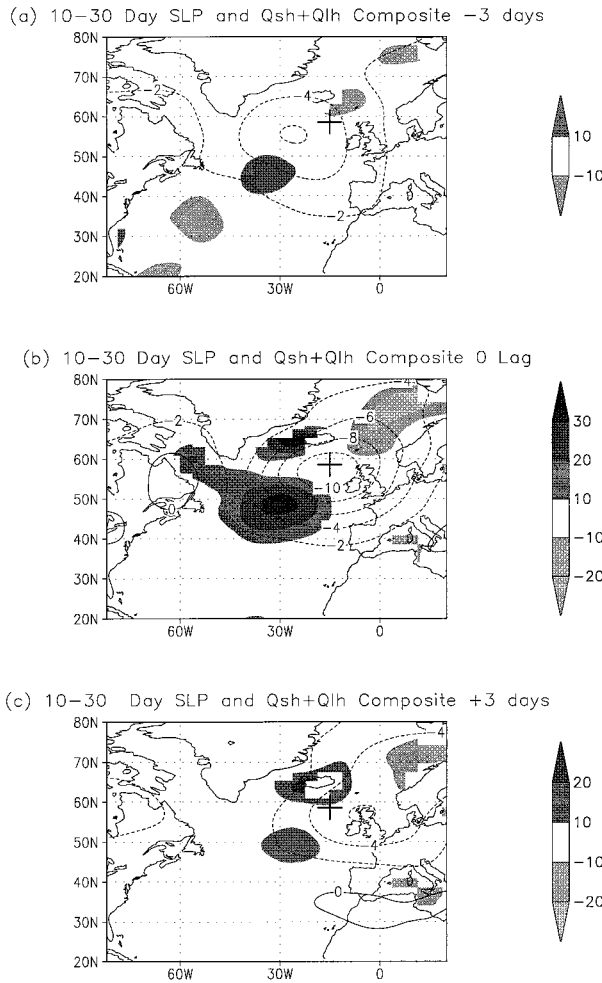 (a) 10-30 Day SLP and Qsh+Qlh Composite -3 days
80N
70N
60N
50N
40N
30N
20N
60W
30W
0
-2
-4
-2
10
-10
(b) 10-30 Day SLP and Qsh+Qlh Composite 0 Lag
80N
70N
60N
50N
40N
30N
20N
60W
30W
0
2
-4
-6
8
-10
-4
2
0
0
30
20
10
-10
-20
(c) 10-30 Day SLP and Qsh+Qlh Composite +3 days
80N
70N
60N
50N
40N
30N
20N
60W
30W
0
-4
4
0
20
10
-10
-20